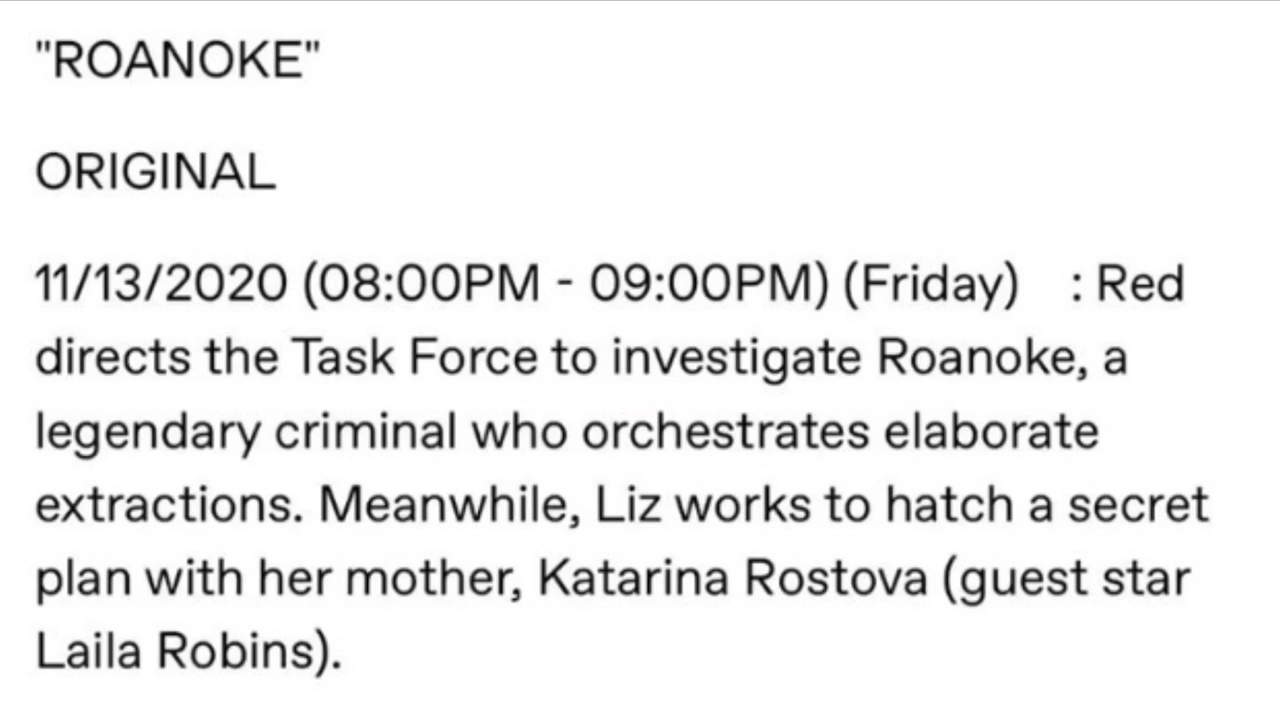 "ROANOKE"
ORIGINAL
11/13/2020 (08:00PM - 09:00PM) (Friday) : Red
directs the Task Force to investigate Roanoke, a
legendary criminal who orchestrates elaborate
extractions. Meanwhile, Liz works to hatch a secret
plan with her mother, Katarina Rostova (guest star
Laila Robins).